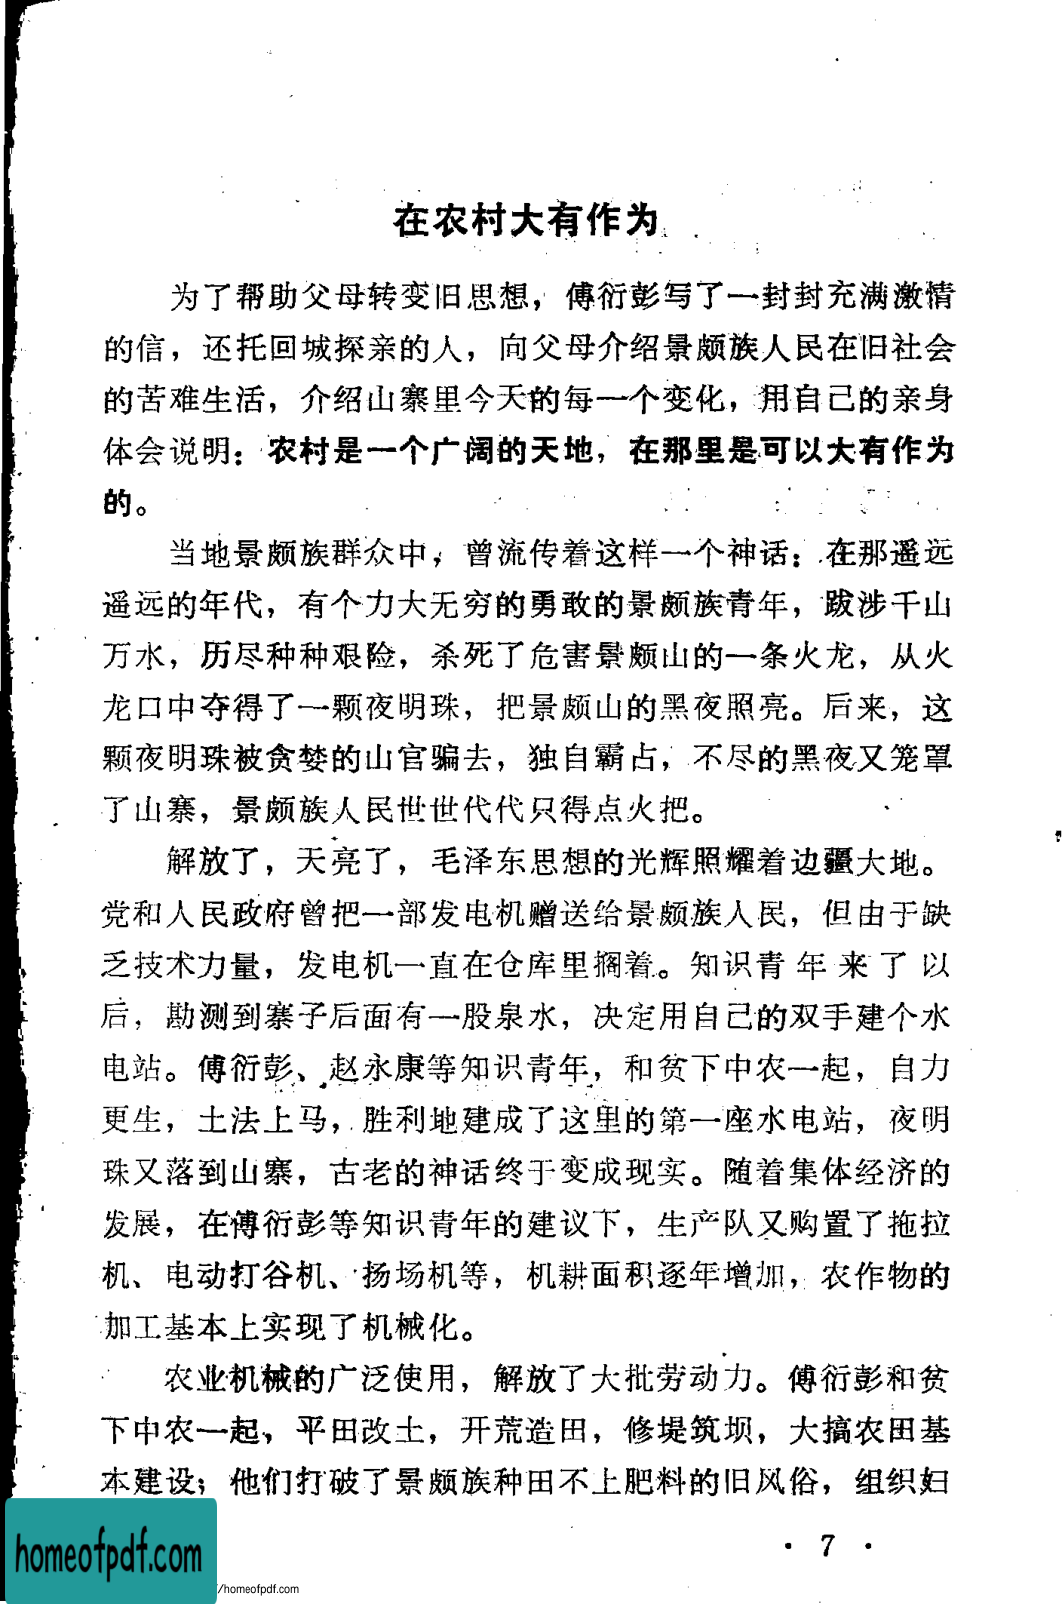 在农村大有作为
为了帮助父母转变旧思想，傅衍彭写了一封封充满激情
的信，还托回城探亲的人，向父母介绍景颇族人民在旧社会
的苦难生活，介绍山寨里今天的每一个变化，用自己的亲身
体会说明：农村是一个广阔的天地，在那里是可以大有作为
的。
当地景颇族群众中，曾流传着这样一个神话：在那遥远
遥远的年代，有个力大无穷的勇敢的景颇族青年，跋涉千山
万水，历尽种种艰险，杀死了危害景颇山的一条火龙，从火
龙口中夺得了一颗夜明珠，把景颇山的黑夜照亮。后来，这
颗夜明珠被贪婪的山官骗去，独自霸占，不尽的黑夜又笼罩
了山寨，景颇族人民世世代代只得点火把。
解放了，天亮了，毛泽东思想的光辉照耀着边疆大地。
党和人民政府曾把一部发电机赠送给景颇族人民，但由于缺
乏技术力量，发电机一直在仓库里搁着。知识青年来了以
后，勘测到寨子后面有一股泉水，决定用自己的双手建个水
电站。傅衍彭、赵永康等知识青年，和贫下中农一起，自力
更生，土法上马，胜利地建成了这里的第一座水电站，夜明
珠又落到山寨，古老的神话终于变成现实。随着集体经济的
发展，在傅衍彭等知识青年的建议下，生产队又购置了拖拉
机、电动打谷机、扬场机等，机耕面积逐年增加，农作物的
加工基本上实现了机械化。
农业机械的广泛使用，解放了大批劳动力。傅衍彭和贫
下中农一起，平田改土，开荒造田，修堤筑坝，大搞农田基
本建设；他们打破了景颇族种田不上肥料的旧风俗，组织妇
· 7 ·
homeofpdf.com
/homeofpdf.com